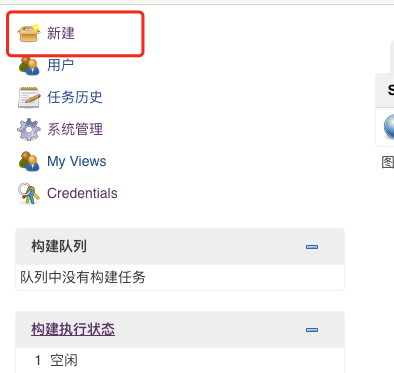 新建
用户
任务历史
系统管理
My Views
Credentials
S
图
构建队列
队列中没有构建任务
构建执行状态
1 空闲